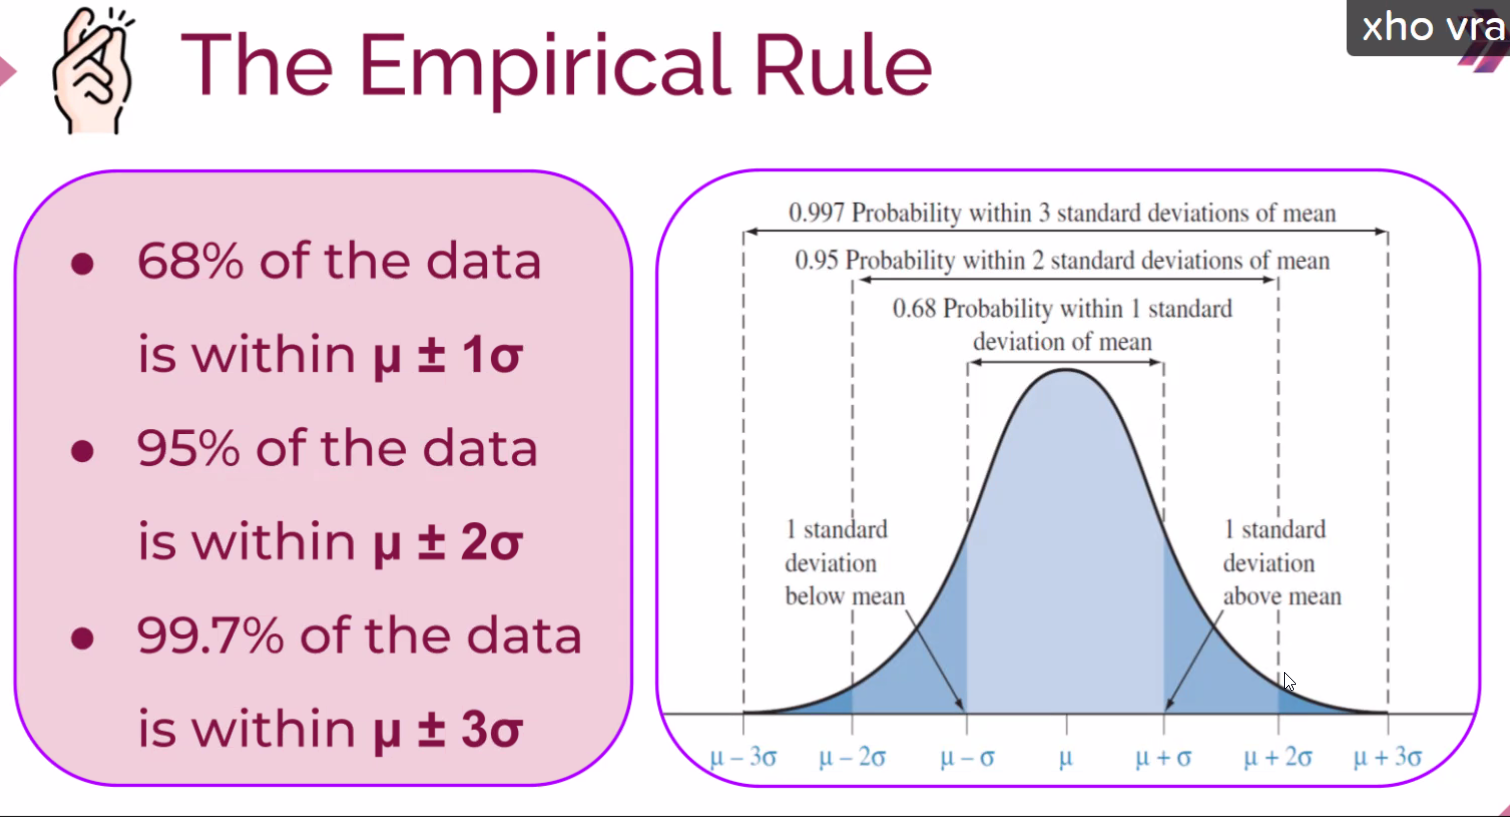 xho vra
The Empirical Rule
● 68% of the data
is within μ ± 1σ
● 95% of the data
is within μ ± 2σ
● 99.7% of the data
is within μ ± 3σ
0.997 Probability within 3 standard deviations of mean
0.95 Probability within 2 standard deviations of mean
0.68 Probability within 1 standard
deviation of mean
1 standard
deviation
below mean
1 standard
deviation
above mean
μ – 3σ μ – 2σ μ – σ μ μ + σ μ + 2σ μ + 3σ